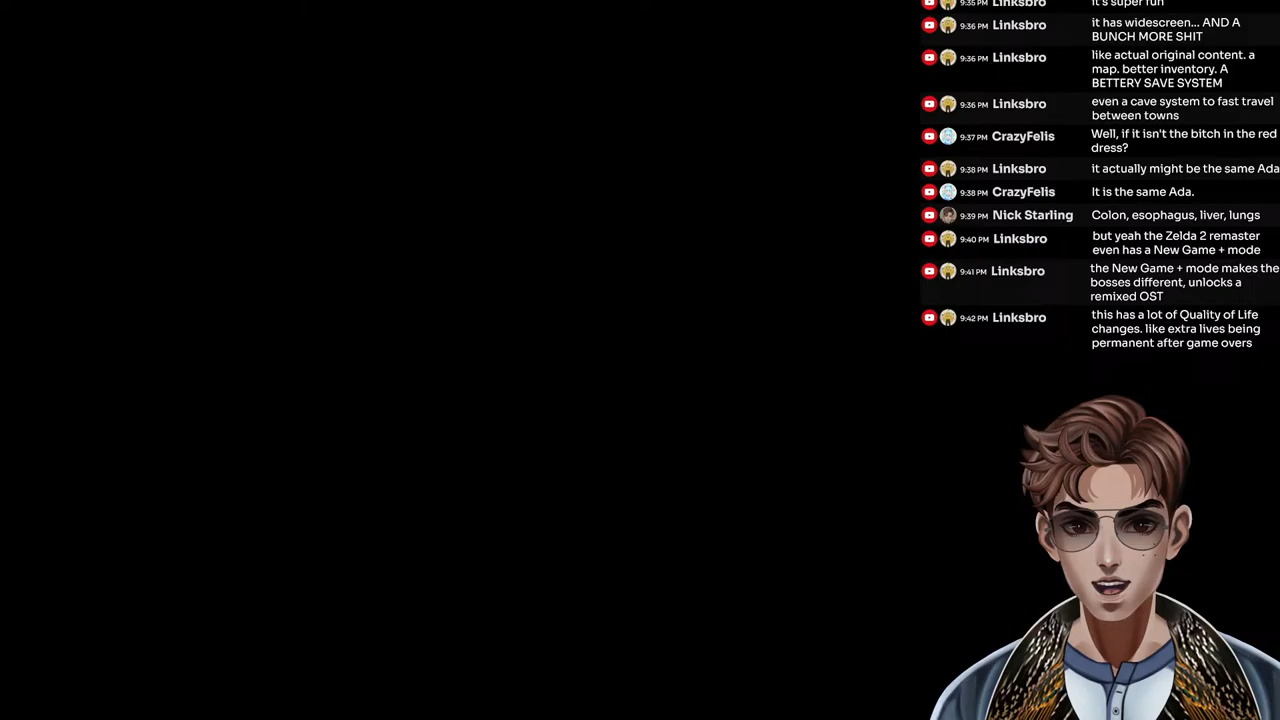 9:35 PM Linksbro it's super fun
9:36 PM Linksbro it has widescreen... AND A
BUNCH MORE SHIT
9:36 PM Linksbro like actual original content. a
map. better inventory. A
BETTERY SAVE SYSTEM
9:36 PM Linksbro even a cave system to fast travel
between towns
9:37 PM CrazyFelis Well, if it isn't the bitch in the red
dress?
9:38 PM Linksbro it actually might be the same Ada
9:38 PM CrazyFelis It is the same Ada.
9:39 PM Nick Starling Colon, esophagus, liver, lungs
9:40 PM Linksbro but yeah the Zelda 2 remaster
even has a New Game + mode
9:41 PM Linksbro the New Game + mode makes the
bosses different, unlocks a
remixed OST
9:42 PM Linksbro this has a lot of Quality of Life
changes. like extra lives being
permanent after game overs